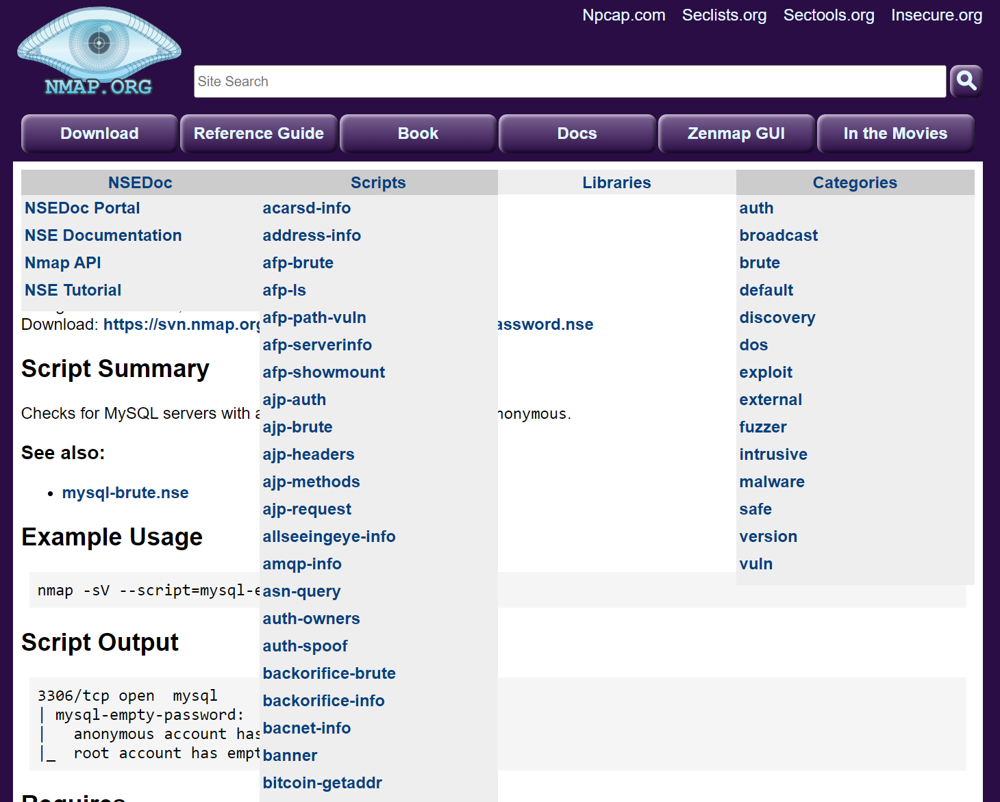 Npcap.com Seclists.org Sectools.org Insecure.org
NMAP.ORG
Site Search
Download Reference Guide Book Docs Zenmap GUI In the Movies
NSEDoc Scripts Libraries Categories
NSEDoc Portal
NSE Documentation
Nmap API
NSE Tutorial
acarsd-info
address-info
afp-brute
afp-ls
afp-path-vuln
afp-serverinfo
afp-showmount
ajp-auth
ajp-brute
ajp-headers
ajp-methods
ajp-request
allseeingeye-info
amqp-info
asn-query
auth-owners
auth-spoof
backorifice-brute
backorifice-info
bacnet-info
banner
bitcoin-getaddr
auth
broadcast
brute
default
discovery
dos
exploit
external
fuzzer
intrusive
malware
safe
version
vuln
Download: https://svn.nmap.org assword.nse
Script Summary
Checks for MySQL servers with a nonymous.
See also:
• mysql-brute.nse
Example Usage
nmap -sV --script=mysql-e
Script Output
3306/tcp open  mysql
| mysql-empty-password:
|   anonymous account has
|_  root account has empt
Requires